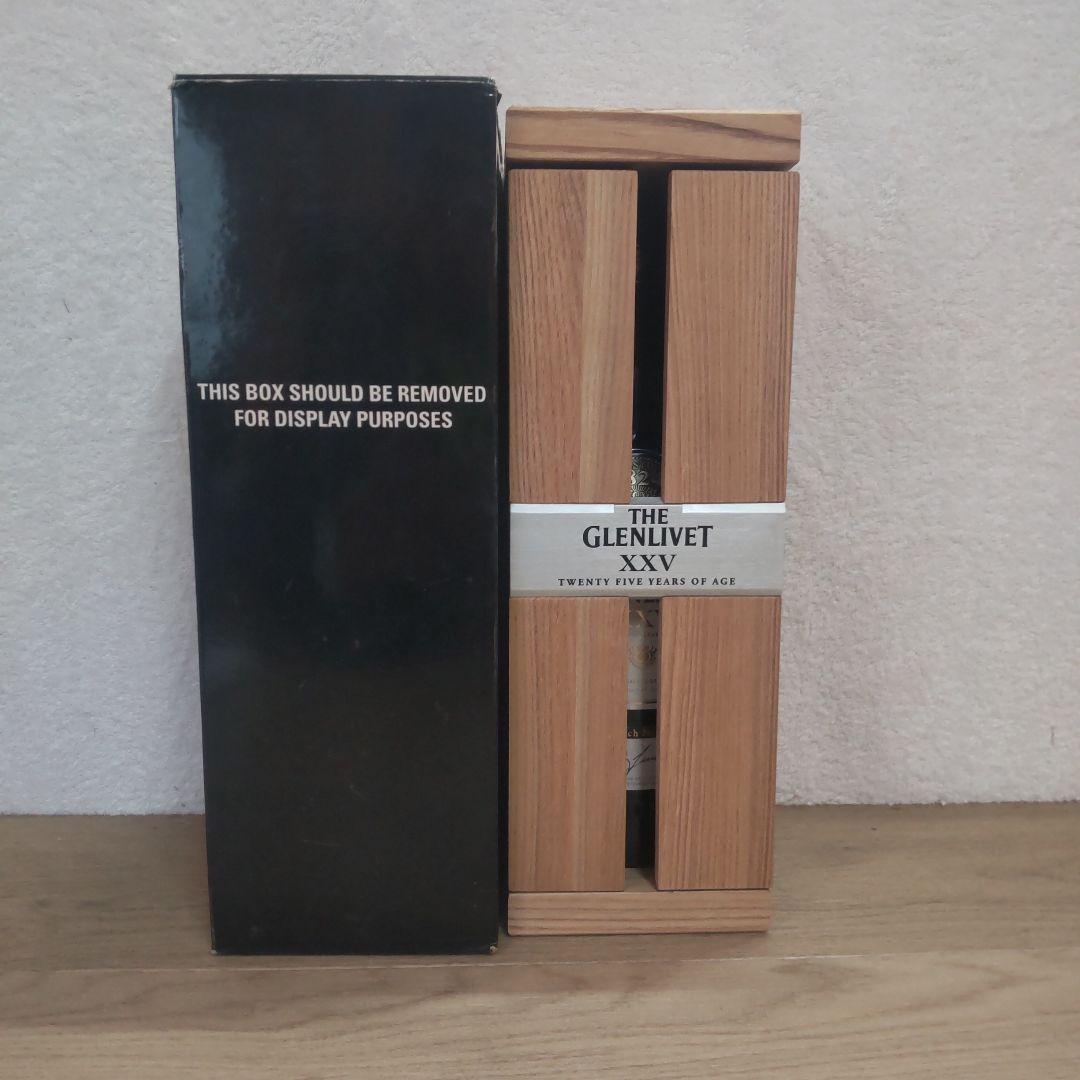 THIS BOX SHOULD BE REMOVED
FOR DISPLAY PURPOSES
THE
GLENLIVET
XXV
TWENTY FIVE YEARS OF AGE